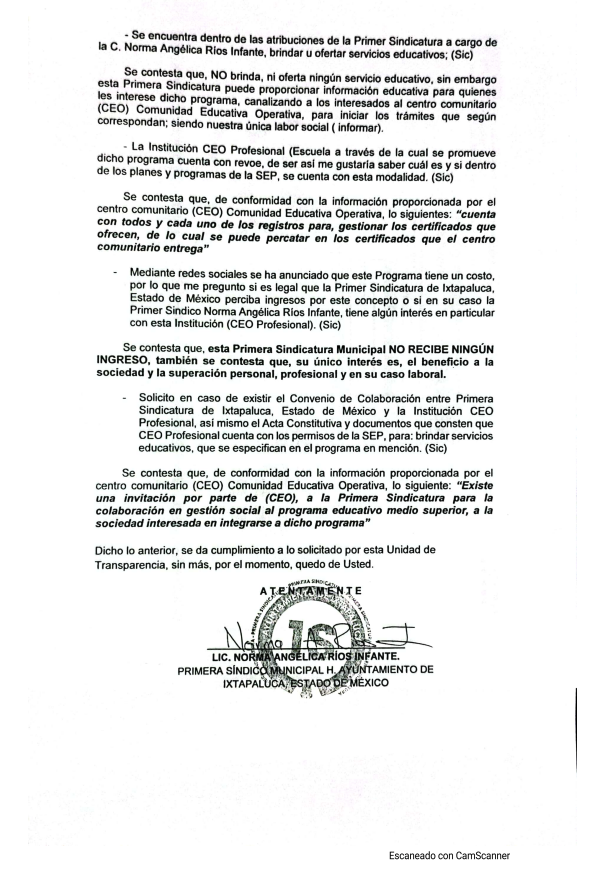 - Se encuentra dentro de las atribuciones de la Primer Sindicatura a cargo de
la C. Norma Angélica Ríos Infante, brindar u ofertar servicios educativos; (Sic)
Se contesta que, NO brinda, ni oferta ningún servicio educativo, sin embargo
esta Primera Sindicatura puede proporcionar información educativa para quienes
les interese dicho programa, canalizando a los interesados al centro comunitario
(CEO) Comunidad Educativa Operativa, para iniciar los trámites que según
correspondan; siendo nuestra única labor social ( informar).
- La Institución CEO Profesional (Escuela a través de la cual se promueve
dicho programa cuenta con revoe, de ser así me gustaría saber cuál es y si dentro
de los planes y programas de la SEP, se cuenta con esta modalidad. (Sic)
Se contesta que, de conformidad con la información proporcionada por el
centro comunitario (CEO) Comunidad Educativa Operativa, lo siguientes: “cuenta
con todos y cada uno de los registros para, gestionar los certificados que
ofrecen, de lo cual se puede percatar en los certificados que el centro
comunitario entrega”
- Mediante redes sociales se ha anunciado que este Programa tiene un costo,
por lo que me pregunto si es legal que la Primer Sindicatura de Ixtapaluca,
Estado de México perciba ingresos por este concepto o si en su caso la
Primer Sindico Norma Angélica Ríos Infante, tiene algún interés en particular
con esta Institución (CEO Profesional). (Sic)
Se contesta que, esta Primera Sindicatura Municipal NO RECIBE NINGÚN
INGRESO, también se contesta que, su único interés es, el beneficio a la
sociedad y la superación personal, profesional y en su caso laboral.
- Solicito en caso de existir el Convenio de Colaboración entre Primera
Sindicatura de Ixtapaluca, Estado de México y la Institución CEO
Profesional, así mismo el Acta Constitutiva y documentos que consten que
CEO Profesional cuenta con los permisos de la SEP, para: brindar servicios
educativos, que se especifican en el programa en mención. (Sic)
Se contesta que, de conformidad con la información proporcionada por el
centro comunitario (CEO) Comunidad Educativa Operativa, lo siguiente: “Existe
una invitación por parte de (CEO), a la Primera Sindicatura para la
colaboración en gestión social al programa educativo medio superior, a la
sociedad interesada en integrarse a dicho programa”
Dicho lo anterior, se da cumplimiento a lo solicitado por esta Unidad de
Transparencia, sin más, por el momento, quedo de Usted.
ATENTAMENTE
LIC. NORMA ANGÉLICA RÍOS INFANTE.
PRIMERA SÍNDICO MUNICIPAL H. AYUNTAMIENTO DE
IXTAPALUCA, ESTADO DE MÉXICO
Escaneado con CamScanner